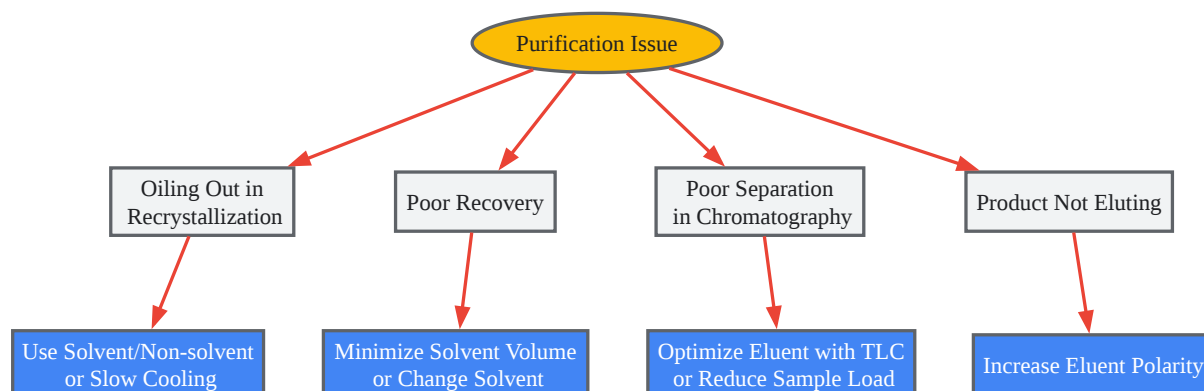 Purification Issue
Oiling Out in
Recrystallization
Poor Recovery
Poor Separation
in Chromatography
Product Not Eluting
Use Solvent/Non-solvent
or Slow Cooling
Minimize Solvent Volume
or Change Solvent
Optimize Eluent with TLC
or Reduce Sample Load
Increase Eluent Polarity